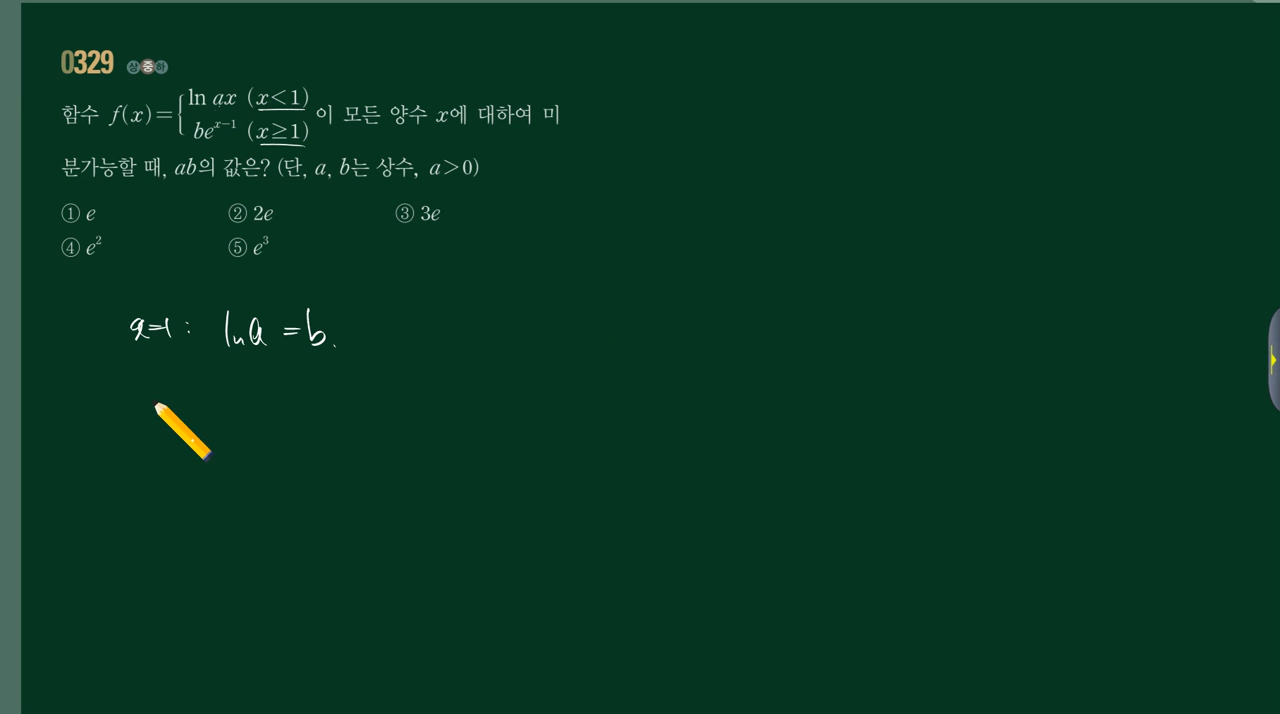 0329 상 중 하
함수 f(x)={ ln ax (x<1)
be^{x-1} (x≥1) 이 모든 양수 x에 대하여 미
분가능할 때, ab의 값은? (단, a, b는 상수, a>0)
① e ② 2e ③ 3e
④ e² ⑤ e³
x=1 : ln a = b.